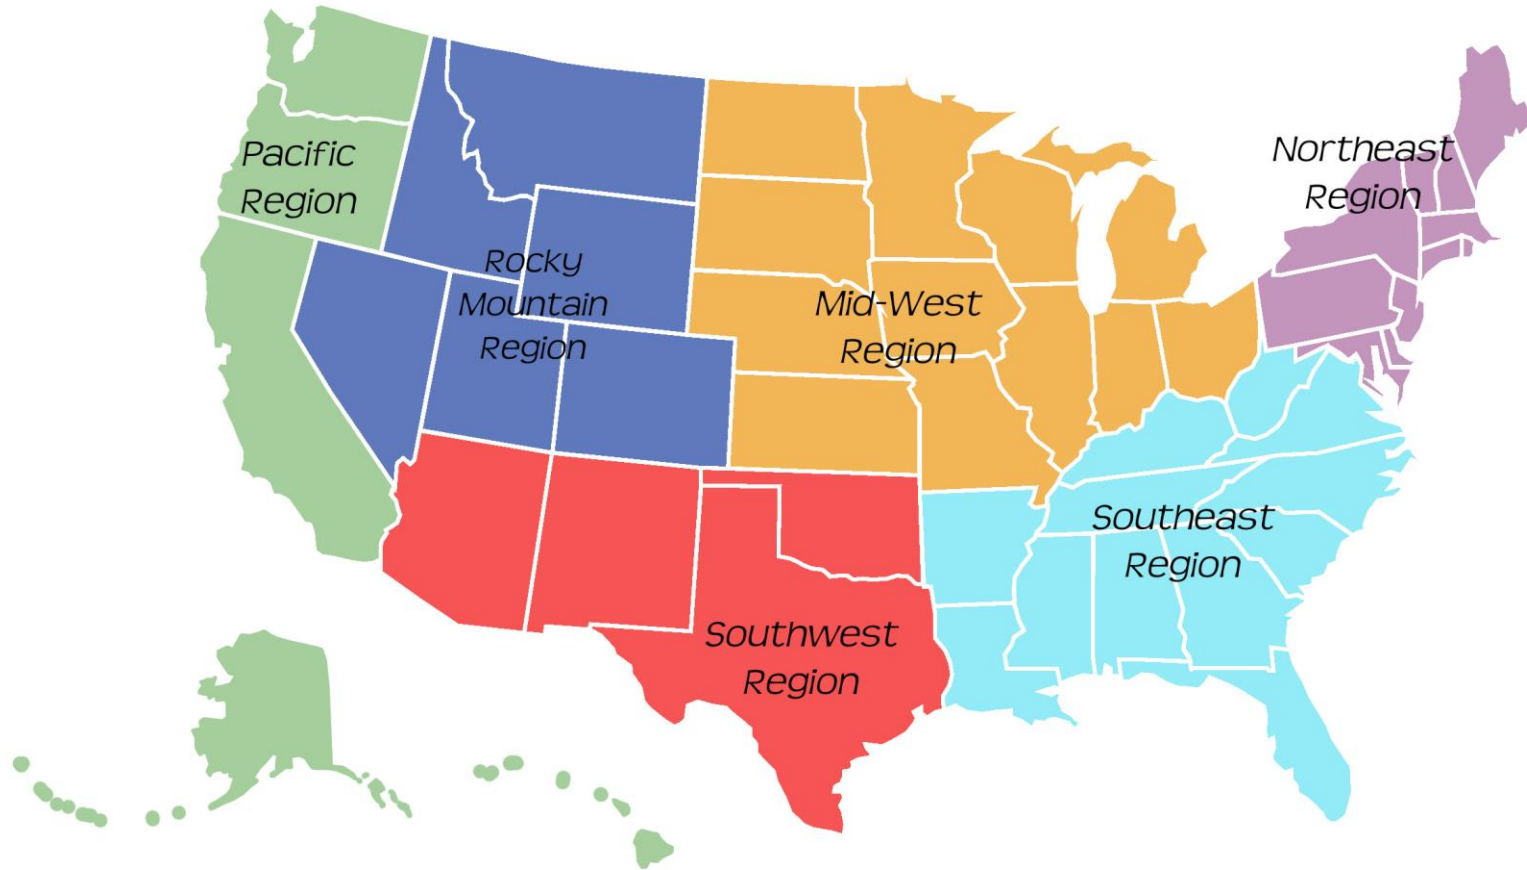 Pacific
Region
Rocky
Mountain
Region
Mid-West
Region
Northeast
Region
Southwest
Region
Southeast
Region